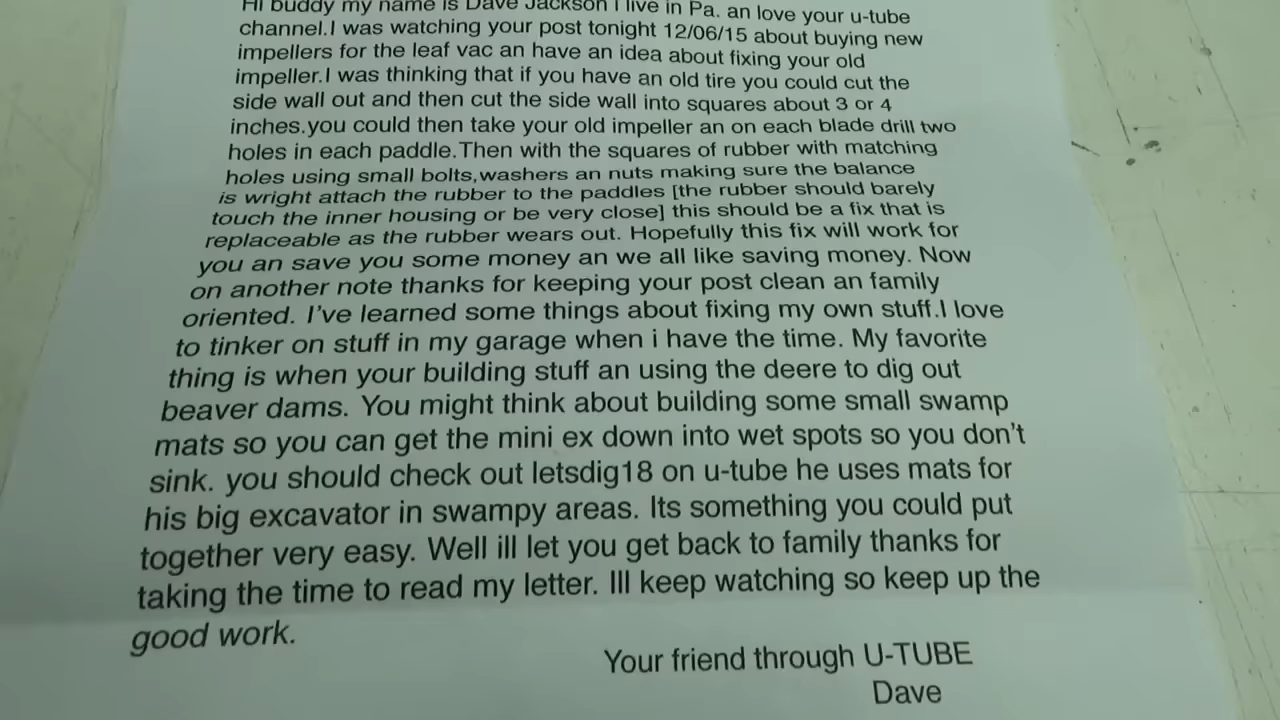 Hi buddy my name is Dave Jackson I live in Pa. an love your u-tube
channel.I was watching your post tonight 12/06/15 about buying new
impellers for the leaf vac an have an idea about fixing your old
impeller.I was thinking that if you have an old tire you could cut the
side wall out and then cut the side wall into squares about 3 or 4
inches.you could then take your old impeller an on each blade drill two
holes in each paddle.Then with the squares of rubber with matching
holes using small bolts,washers an nuts making sure the balance
is wright attach the rubber to the paddles [the rubber should barely
touch the inner housing or be very close] this should be a fix that is
replaceable as the rubber wears out. Hopefully this fix will work for
you an save you some money an we all like saving money. Now
on another note thanks for keeping your post clean an family
oriented. I've learned some things about fixing my own stuff.I love
to tinker on stuff in my garage when i have the time. My favorite
thing is when your building stuff an using the deere to dig out
beaver dams. You might think about building some small swamp
mats so you can get the mini ex down into wet spots so you don't
sink. you should check out letsdig18 on u-tube he uses mats for
his big excavator in swampy areas. Its something you could put
together very easy. Well ill let you get back to family thanks for
taking the time to read my letter. Ill keep watching so keep up the
good work.
Your friend through U-TUBE
Dave